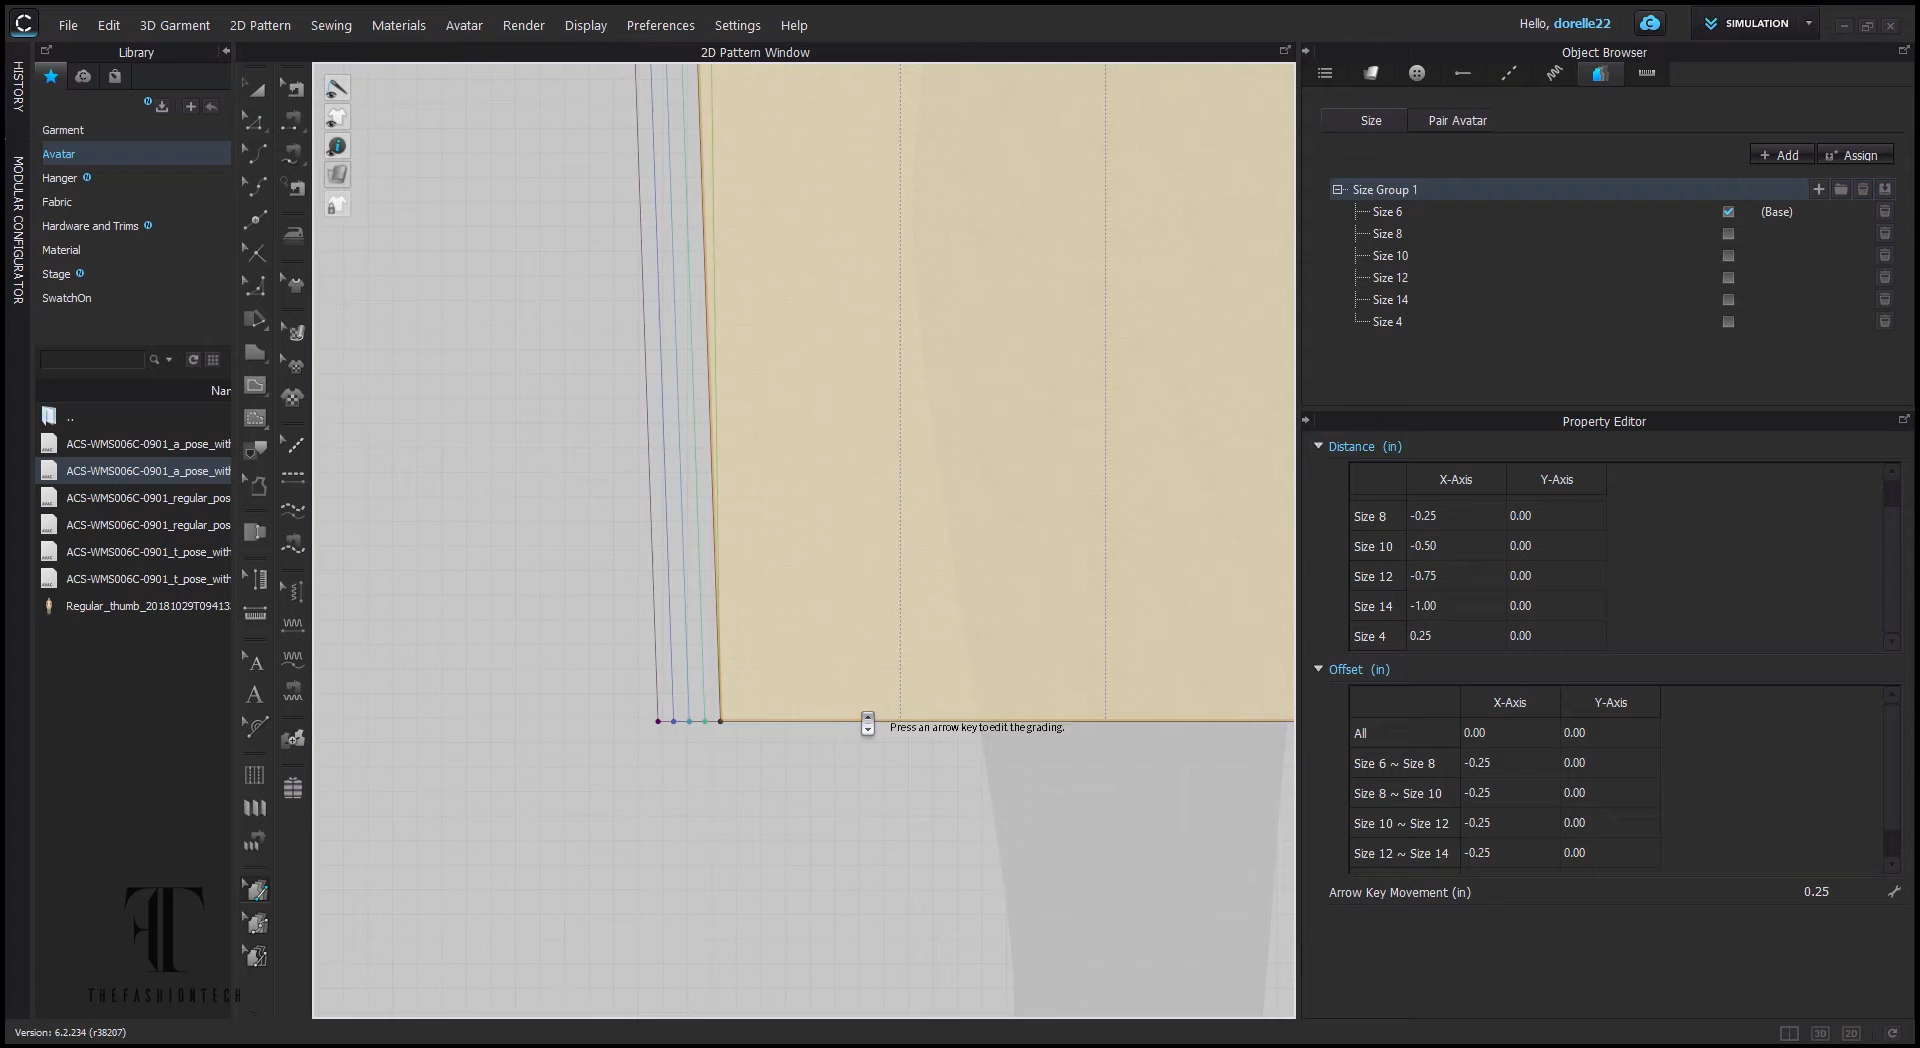 File Edit 3D Garment 2D Pattern Sewing Materials Avatar Render Display Preferences Settings Help
Hello, dorelle22
SIMULATION
HISTORY
MODULAR CONFIGURATOR
Library
2D Pattern Window
Object Browser
Garment
Avatar
Hanger
Fabric
Hardware and Trims
Material
Stage
SwatchOn
Nar
..
ACS-WMS006C-0901_a_pose_with
ACS-WMS006C-0901_a_pose_with
ACS-WMS006C-0901_regular_pos
ACS-WMS006C-0901_regular_pos
ACS-WMS006C-0901_t_pose_with
ACS-WMS006C-0901_t_pose_with
Regular_thumb_20181029T09413
THEFASHIONTECH
Version: 6.2.234 (r38207)
Press an arrow key to edit the grading.
Size Pair Avatar
+ Add Assign
Size Group 1
Size 6 (Base)
Size 8
Size 10
Size 12
Size 14
Size 4
Property Editor
Distance (in)
X-Axis Y-Axis
Size 8 -0.25 0.00
Size 10 -0.50 0.00
Size 12 -0.75 0.00
Size 14 -1.00 0.00
Size 4 0.25 0.00
Offset (in)
X-Axis Y-Axis
All 0.00 0.00
Size 6 ~ Size 8 -0.25 0.00
Size 8 ~ Size 10 -0.25 0.00
Size 10 ~ Size 12 -0.25 0.00
Size 12 ~ Size 14 -0.25 0.00
Arrow Key Movement (in) 0.25
3D 2D